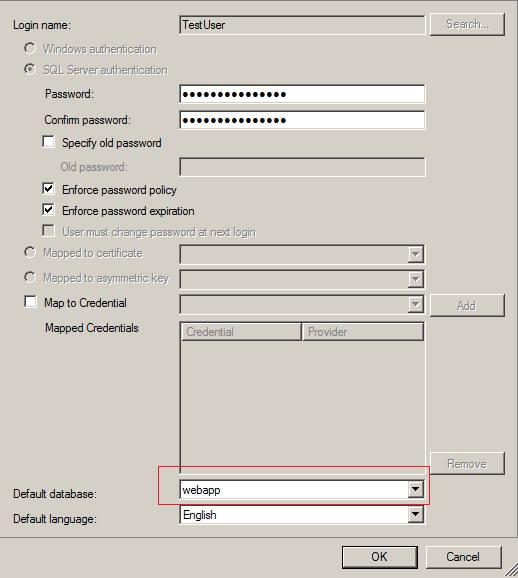 Login name: TestUser Search...
Windows authentication
SQL Server authentication
Password: ●●●●●●●●●●●●●●●
Confirm password: ●●●●●●●●●●●●●●●
Specify old password
Old password:
Enforce password policy
Enforce password expiration
User must change password at next login
Mapped to certificate
Mapped to asymmetric key
Map to Credential Add
Mapped Credentials Credential Provider
Remove
Default database: webapp
Default language: English
OK Cancel